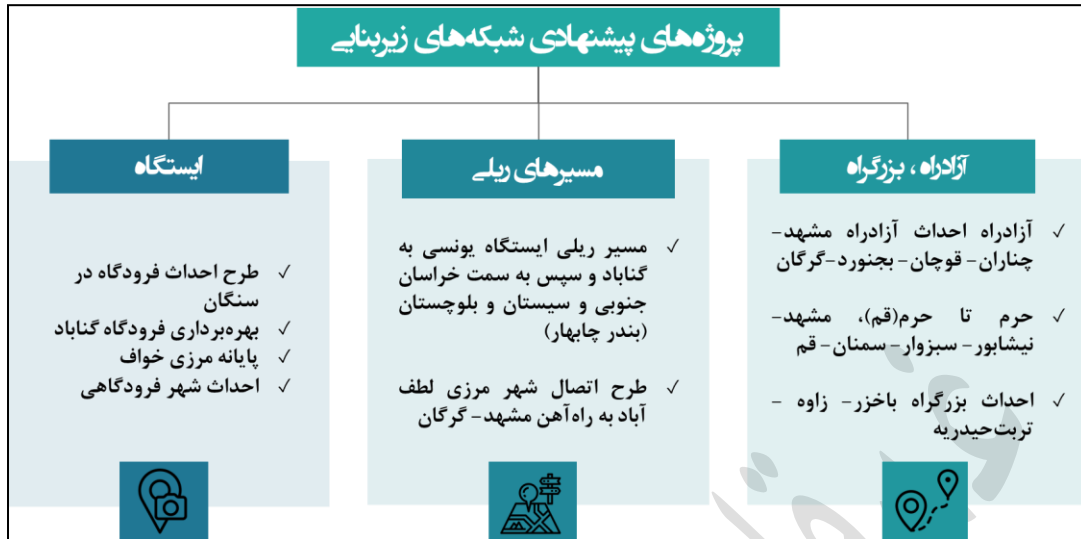 پروژه‌های پیشنهادی شبکه‌های زیربنایی
آزادراه ، بزرگراه
✓ آزادراه احداث آزادراه مشهد-
چناران- قوچان- بجنورد-گرگان
✓ حرم تا حرم(قم)، مشهد-
نیشابور- سبزوار- سمنان- قم
✓ احداث بزرگراه باخزر- زاوه -
تربت‌حیدریه
مسیرهای ریلی
✓ مسیر ریلی ایستگاه یونسی به
گناباد و سپس به سمت خراسان
جنوبی و سیستان و بلوچستان
(بندر چابهار)
✓ طرح اتصال شهر مرزی لطف
آباد به راه‌آهن مشهد- گرگان
ایستگاه
✓ طرح احداث فرودگاه در
سنگان
✓ بهره‌برداری فرودگاه گناباد
✓ پایانه مرزی خواف
✓ احداث شهر فرودگاهی